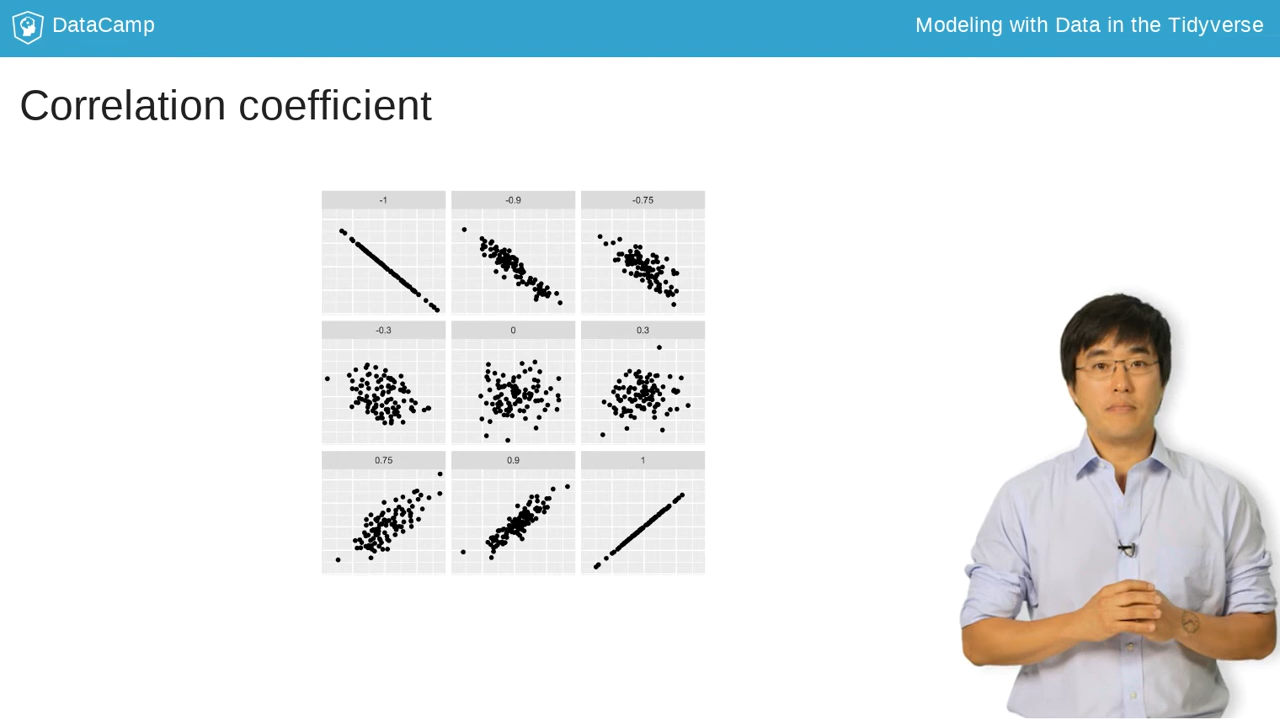 DataCamp
Modeling with Data in the Tidyverse
Correlation coefficient
-1 -0.9 -0.75
-0.3 0 0.3
0.75 0.9 1